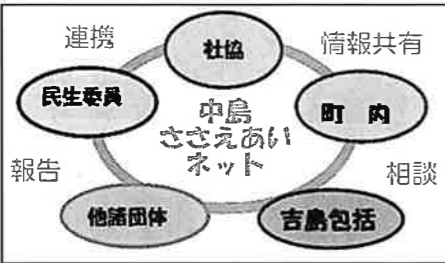 連携
社協
情報共有
民生委員
中島
ささえあい
ネット
町 内
報告
相談
他諸団体
吉島包括